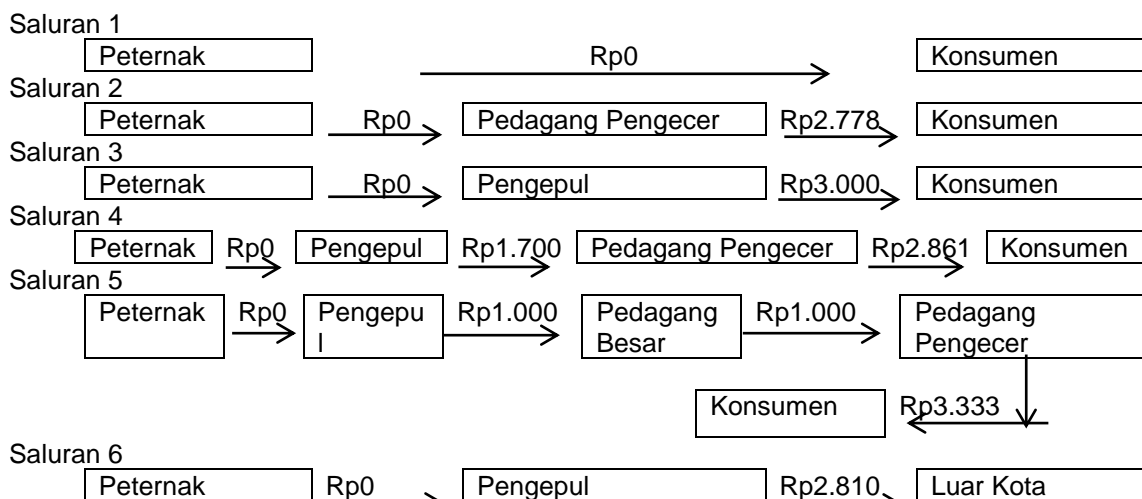 Saluran 1
Peternak Rp0 Konsumen
Saluran 2
Peternak Rp0 Pedagang Pengecer Rp2.778 Konsumen
Saluran 3
Peternak Rp0 Pengepul Rp3.000 Konsumen
Saluran 4
Peternak Rp0 Pengepul Rp1.700 Pedagang Pengecer Rp2.861 Konsumen
Saluran 5
Peternak Rp0 Pengepu Rp1.000 Pedagang Rp1.000 Pedagang
l Besar Pengecer
Konsumen Rp3.333
Saluran 6
Peternak Rp0 Pengepul Rp2.810 Luar Kota